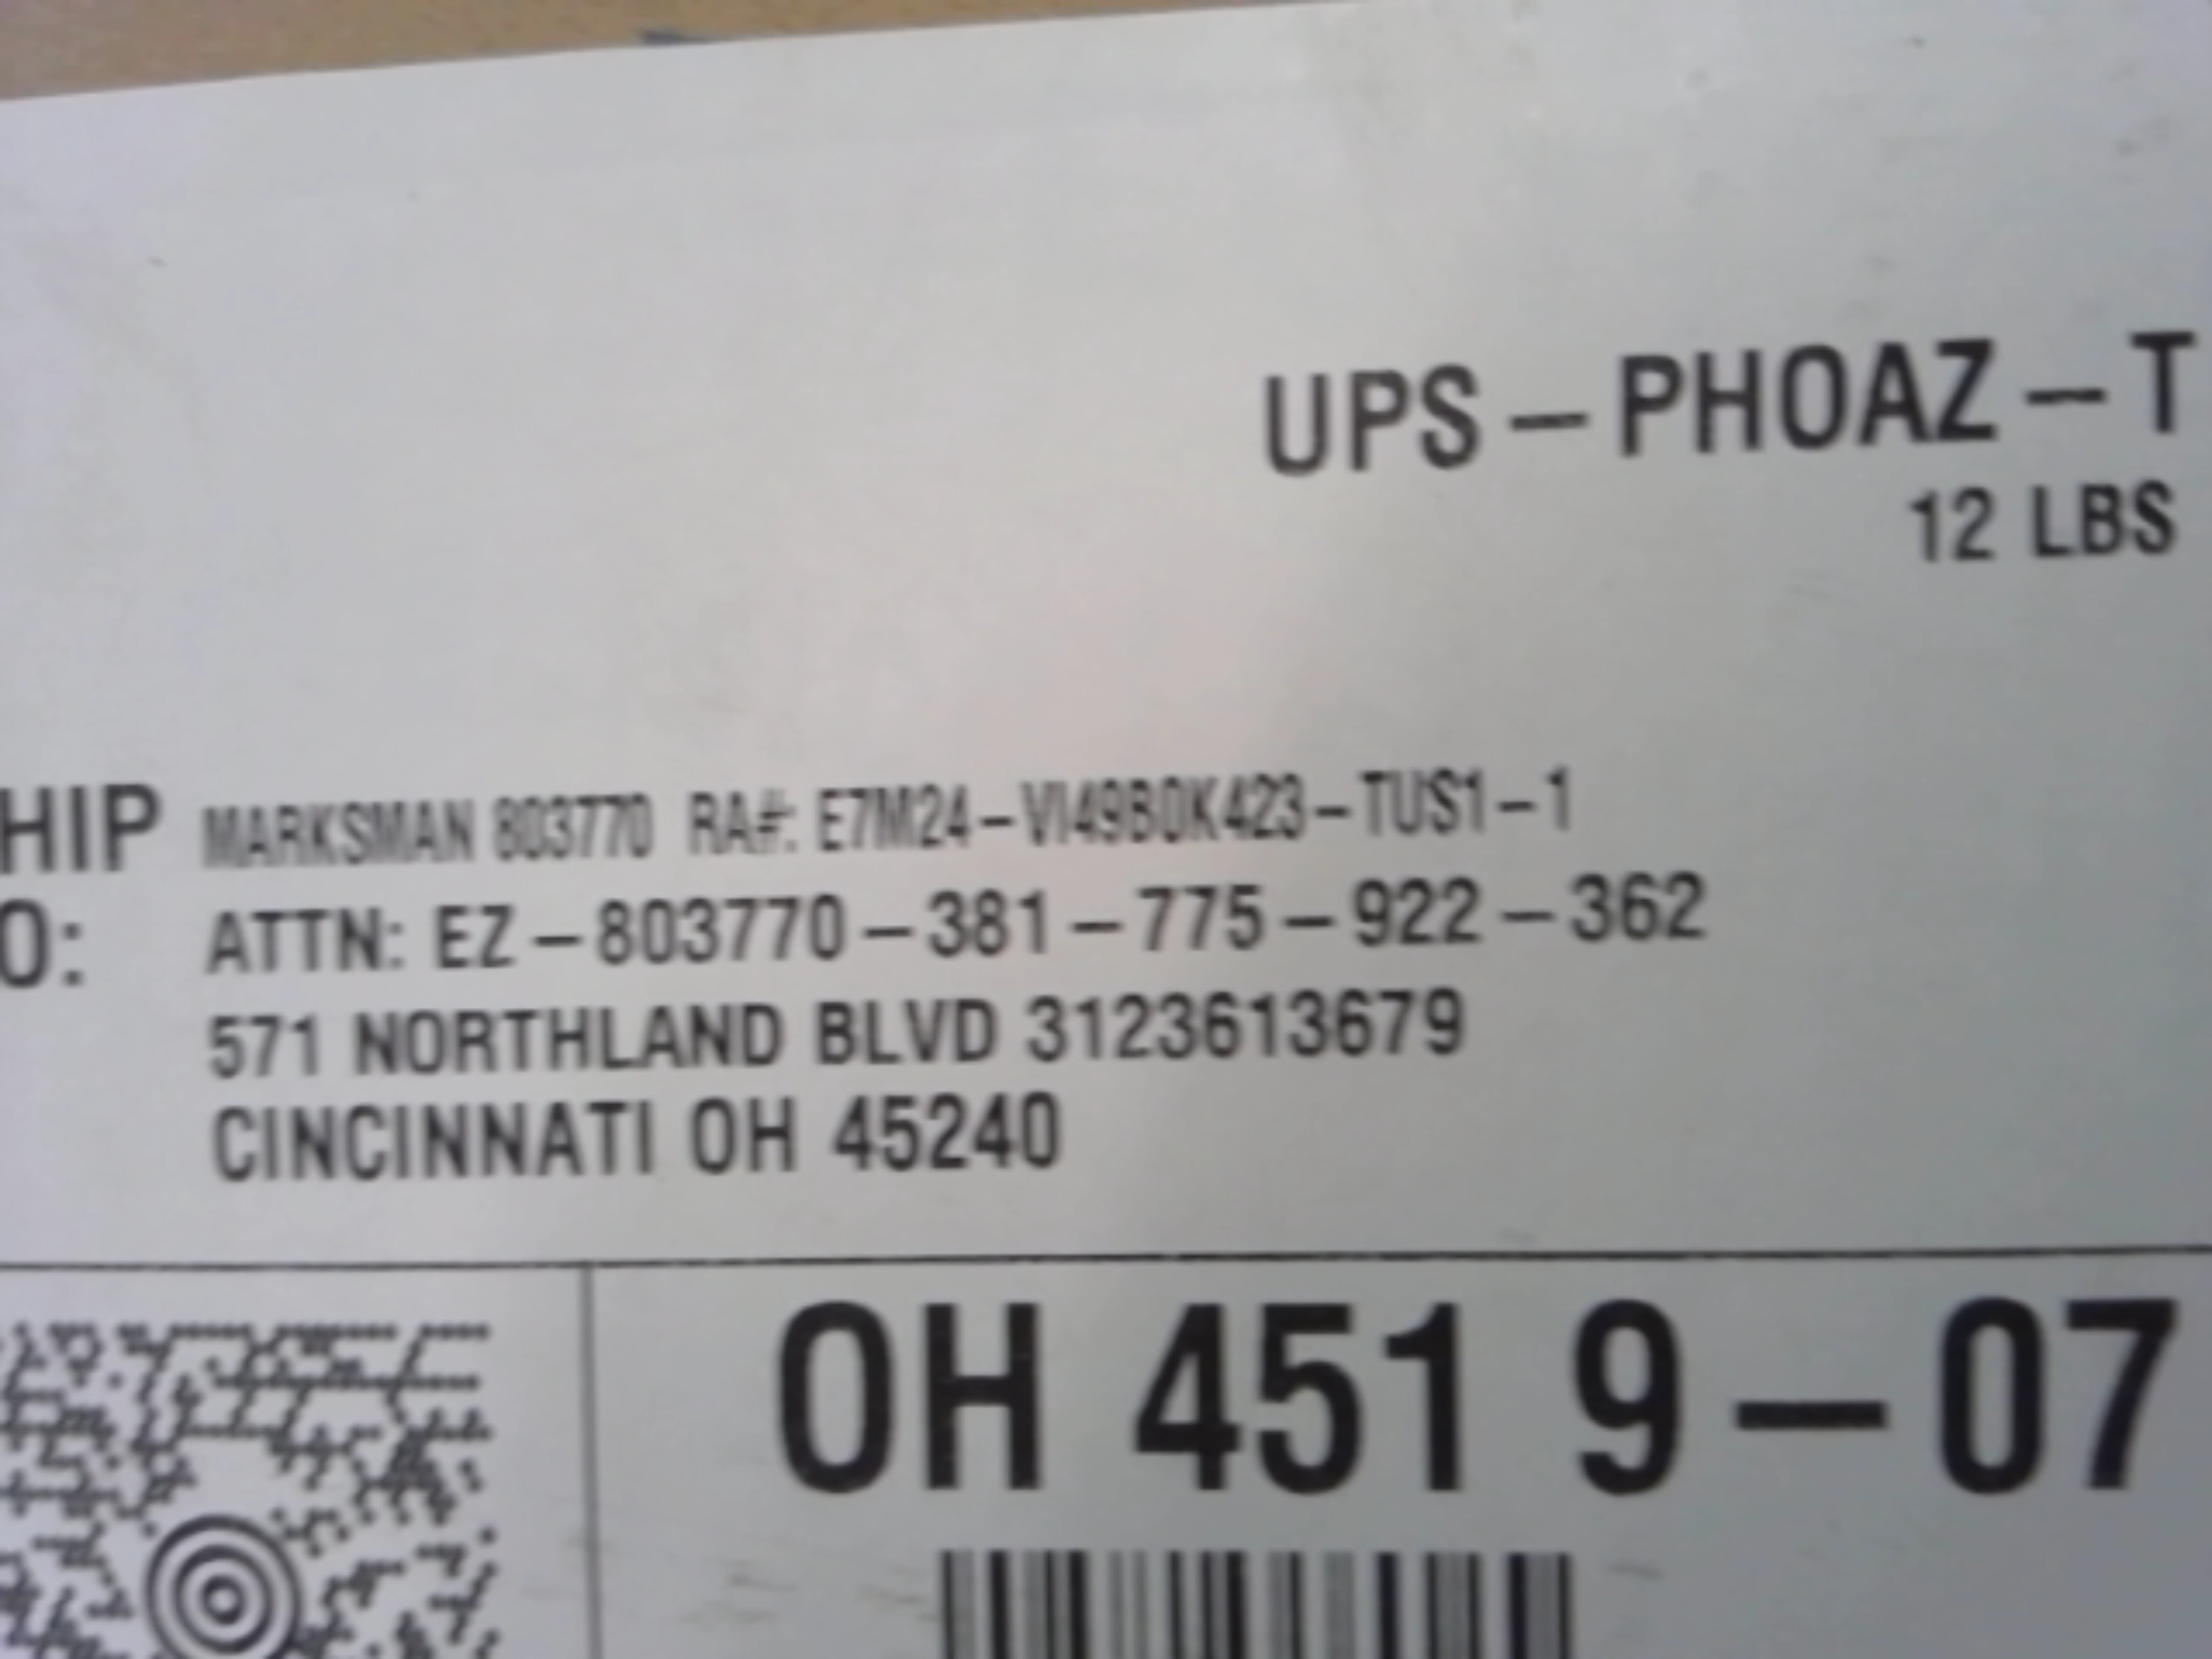 UPS – PHOAZ – T
12 LBS
HIP MARKSMAN 803770 RA#: E7M24–VI49B0K423–TUS1–1
O: ATTN: EZ – 803770 – 381 – 775 – 922 – 362
571 NORTHLAND BLVD 3123613679
CINCINNATI OH 45240
OH 451 9 – 07